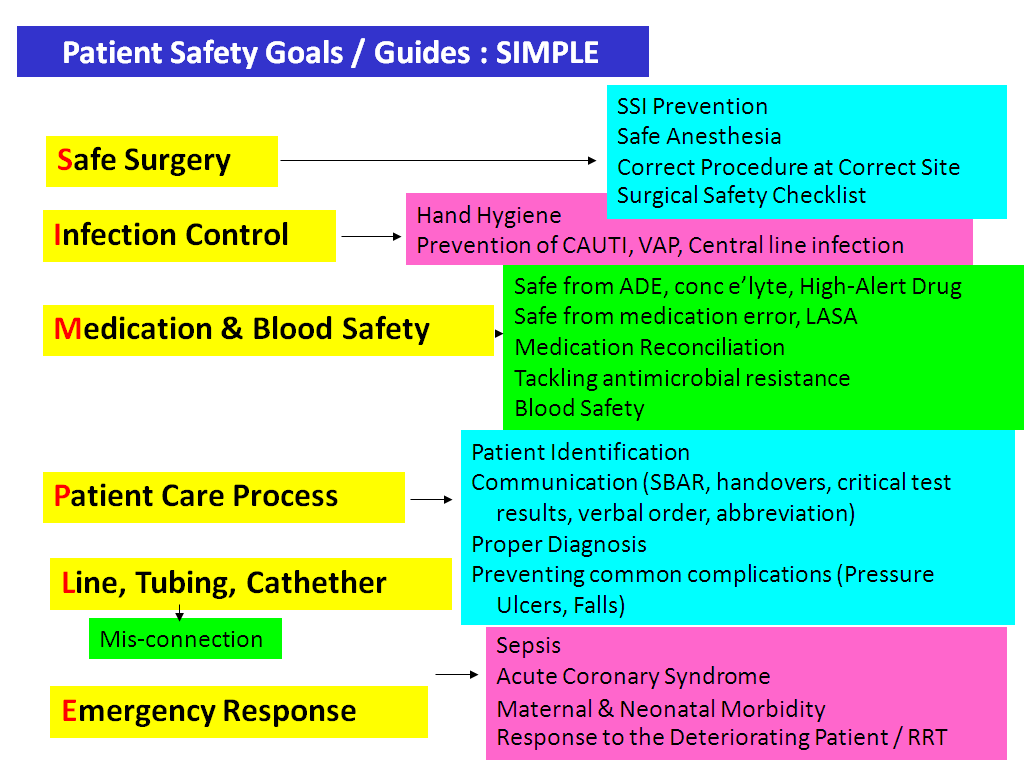 Patient Safety Goals / Guides : SIMPLE
Safe Surgery
SSI Prevention
Safe Anesthesia
Correct Procedure at Correct Site
Surgical Safety Checklist
Infection Control
Hand Hygiene
Prevention of CAUTI, VAP, Central line infection
Medication & Blood Safety
Safe from ADE, conc e’lyte, High-Alert Drug
Safe from medication error, LASA
Medication Reconciliation
Tackling antimicrobial resistance
Blood Safety
Patient Care Process
Patient Identification
Communication (SBAR, handovers, critical test
results, verbal order, abbreviation)
Proper Diagnosis
Preventing common complications (Pressure
Ulcers, Falls)
Line, Tubing, Cathether
Mis-connection
Emergency Response
Sepsis
Acute Coronary Syndrome
Maternal & Neonatal Morbidity
Response to the Deteriorating Patient / RRT